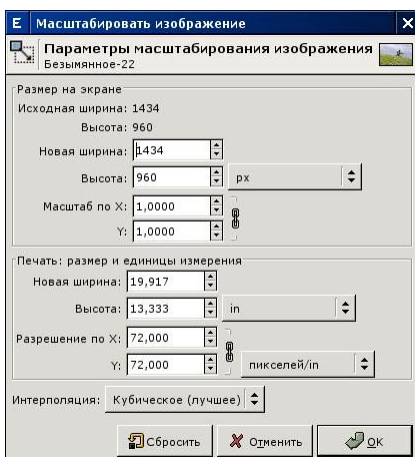 E Масштабировать изображение
Параметры масштабирования изображения
Безымянное-22
Размер на экране
Исходная ширина: 1434
Высота: 960
Новая ширина: 1434
Высота: 960 px
Масштаб по X: 1,0000
Y: 1,0000
Печать: размер и единицы измерения
Новая ширина: 19,917
Высота: 13,333 in
Разрешение по X: 72,000
Y: 72,000 пикселей/in
Интерполяция: Кубическое (лучшее)
Сбросить Отменить OK